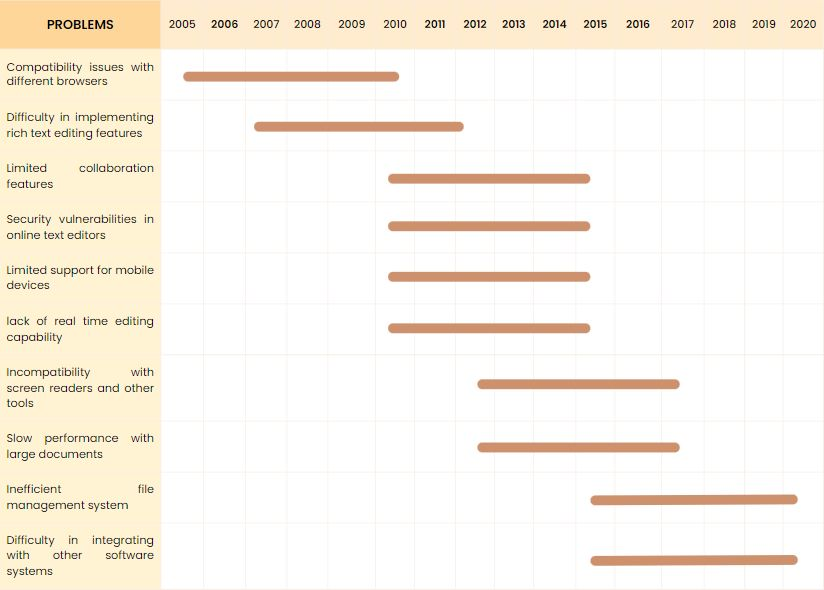 PROBLEMS 2005 2006 2007 2008 2009 2010 2011 2012 2013 2014 2015 2016 2017 2018 2019 2020
Compatibility issues with
different browsers
Difficulty in implementing
rich text editing features
Limited collaboration
features
Security vulnerabilities in
online text editors
Limited support for mobile
devices
lack of real time editing
capability
Incompatibility with
screen readers and other
tools
Slow performance with
large documents
Inefficient file
management system
Difficulty in integrating
with other software
systems